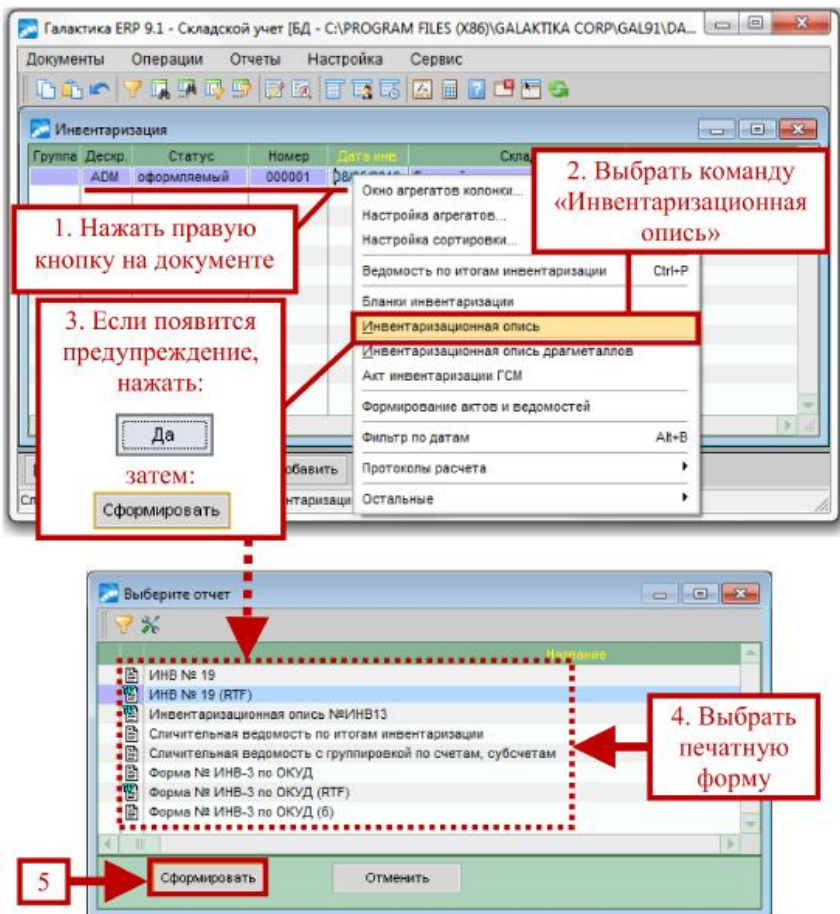 Галактика ERP 9.1 - Складской учет [БД - C:\PROGRAM FILES (X86)\GALAKTIKA CORP\GAL91\DA...
Документы Операции Отчеты Настройка Сервис
Инвентаризация
Группа Дескр. Статус Номер Дата инв. Скла
ADM оформляемый 000001
1. Нажать правую
кнопку на документе
2. Выбрать команду
«Инвентаризационная
опись»
Окно агрегатов колонки...
Настройка агрегатов...
Настройка сортировки...
Ведомость по итогам инвентаризации Ctrl+P
Бланки инвентаризации
Инвентаризационная опись
Инвентаризационная опись драгметаллов
Акт инвентаризации ГСМ
Формирование актов и ведомостей
Фильтр по датам Alt+B
Протоколы расчета
Остальные
3. Если появится
предупреждение,
нажать:
Да
затем:
Сформировать
обавить
нтаризаци
Выберите отчет
Название
ИНВ № 19
ИНВ № 19 (RTF)
Инвентаризационная опись №ИНВ13
Сличительная ведомость по итогам инвентаризации
Сличительная ведомость с группировкой по счетам, субсчетам
Форма № ИНВ-3 по ОКУД
Форма № ИНВ-3 по ОКУД (RTF)
Форма № ИНВ-3 по ОКУД (б)
4. Выбрать
печатную
форму
5
Сформировать Отменить